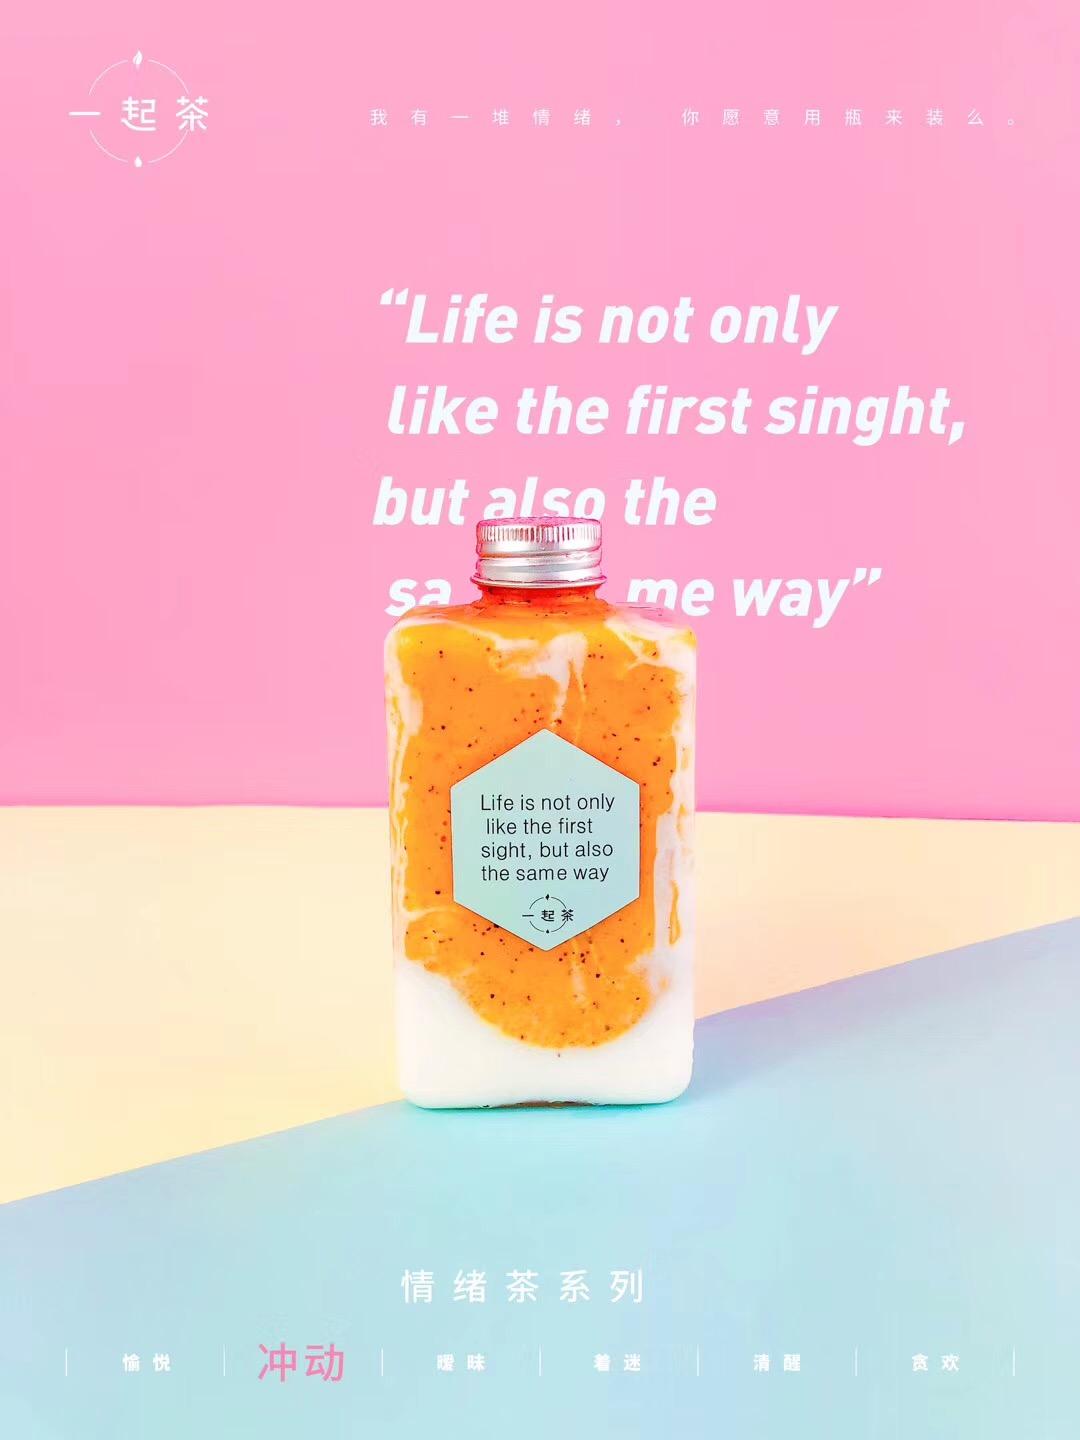 一起茶
我有一堆情绪， 你愿意用瓶来装么。
“Life is not only
like the first singht,
but also the
sa me way”
Life is not only
like the first
sight, but also
the same way
一起茶
情绪茶系列
愉悦 冲动 暧昧 着迷 清醒 贪欢